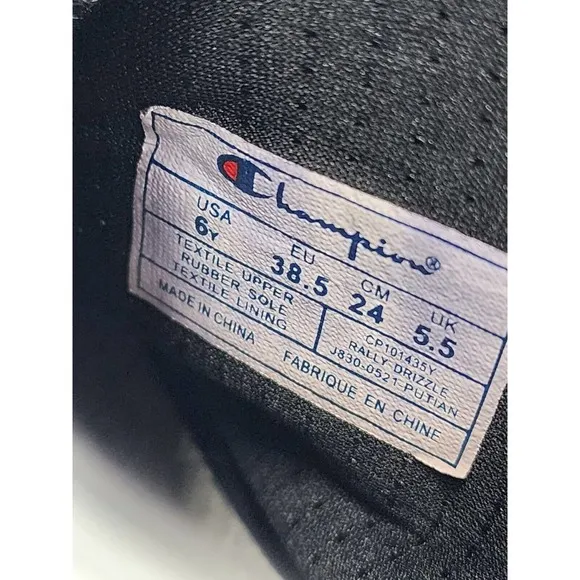 Champion®
USA EU CM UK
6Y 38.5 24 5.5
TEXTILE UPPER
RUBBER SOLE
TEXTILE LINING
CP101435Y
RALLY DRIZZLE
J830-0521-PUTIAN
MADE IN CHINA
FABRIQUE EN CHINE